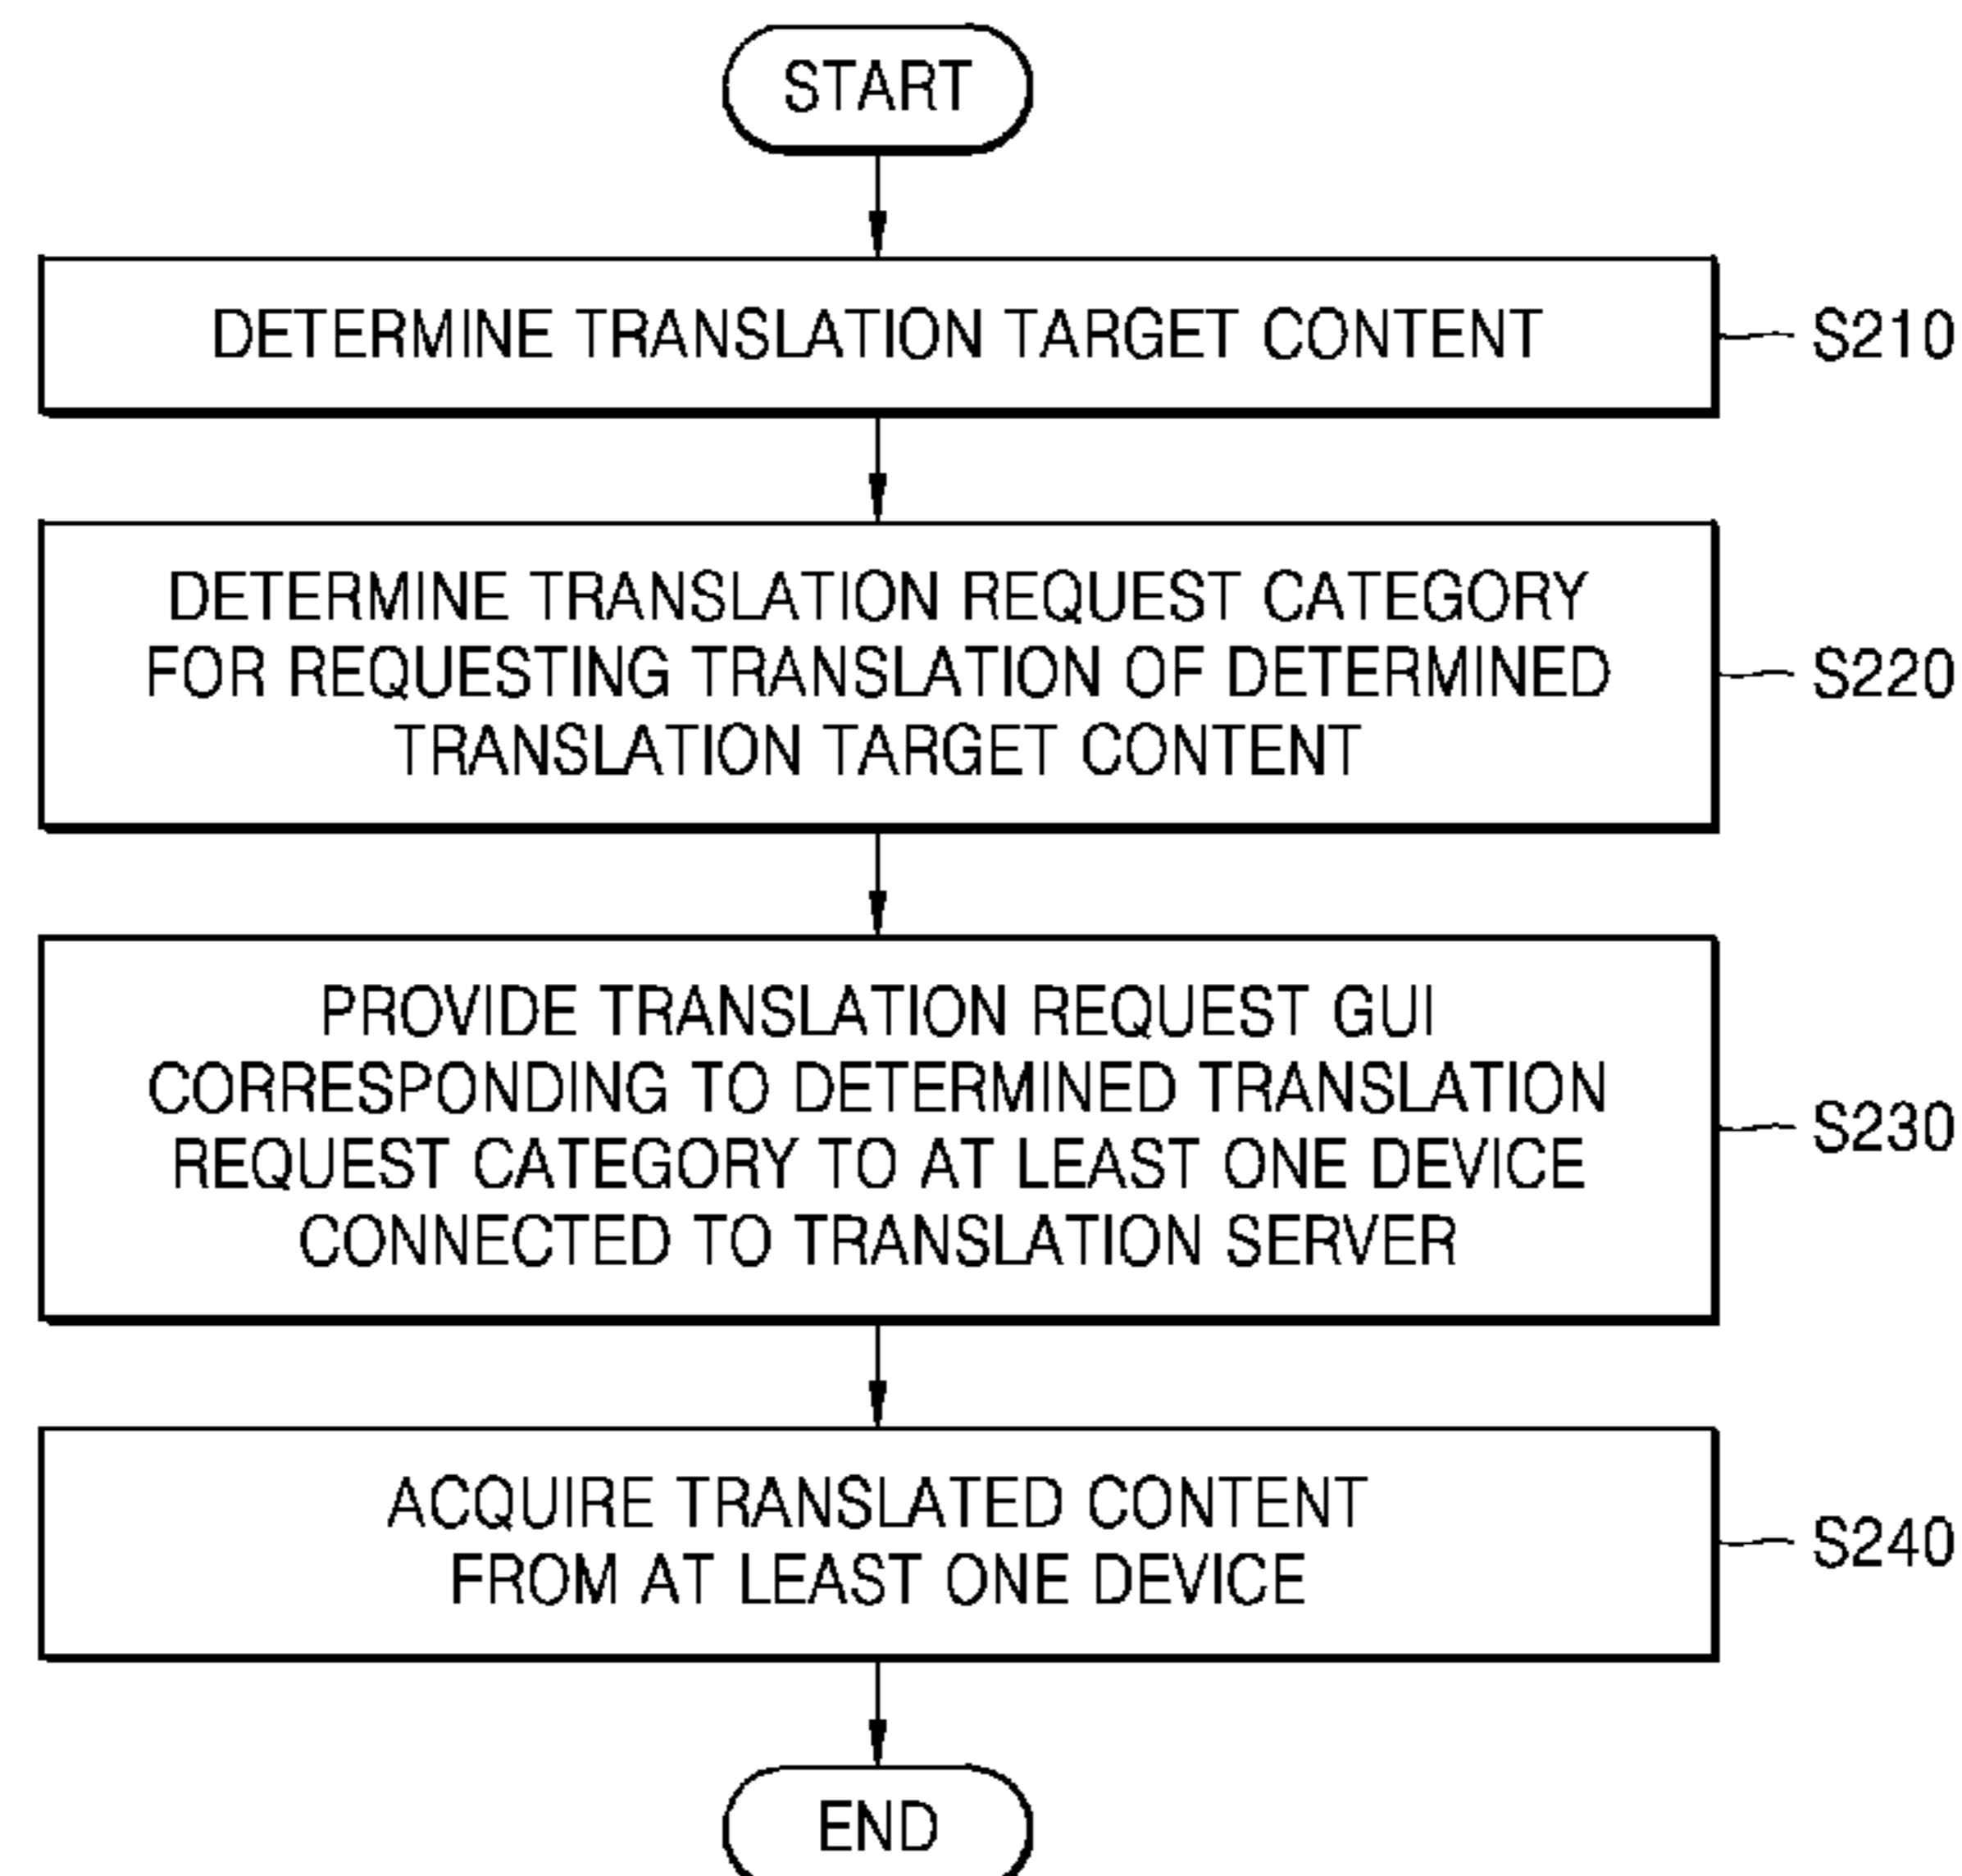 START
DETERMINE TRANSLATION TARGET CONTENT
S210
DETERMINE TRANSLATION REQUEST CATEGORY
FOR REQUESTING TRANSLATION OF DETERMINED
TRANSLATION TARGET CONTENT
S220
PROVIDE TRANSLATION REQUEST GUI
CORRESPONDING TO DETERMINED TRANSLATION
REQUEST CATEGORY TO AT LEAST ONE DEVICE
CONNECTED TO TRANSLATION SERVER
S230
ACQUIRE TRANSLATED CONTENT
FROM AT LEAST ONE DEVICE
S240
END